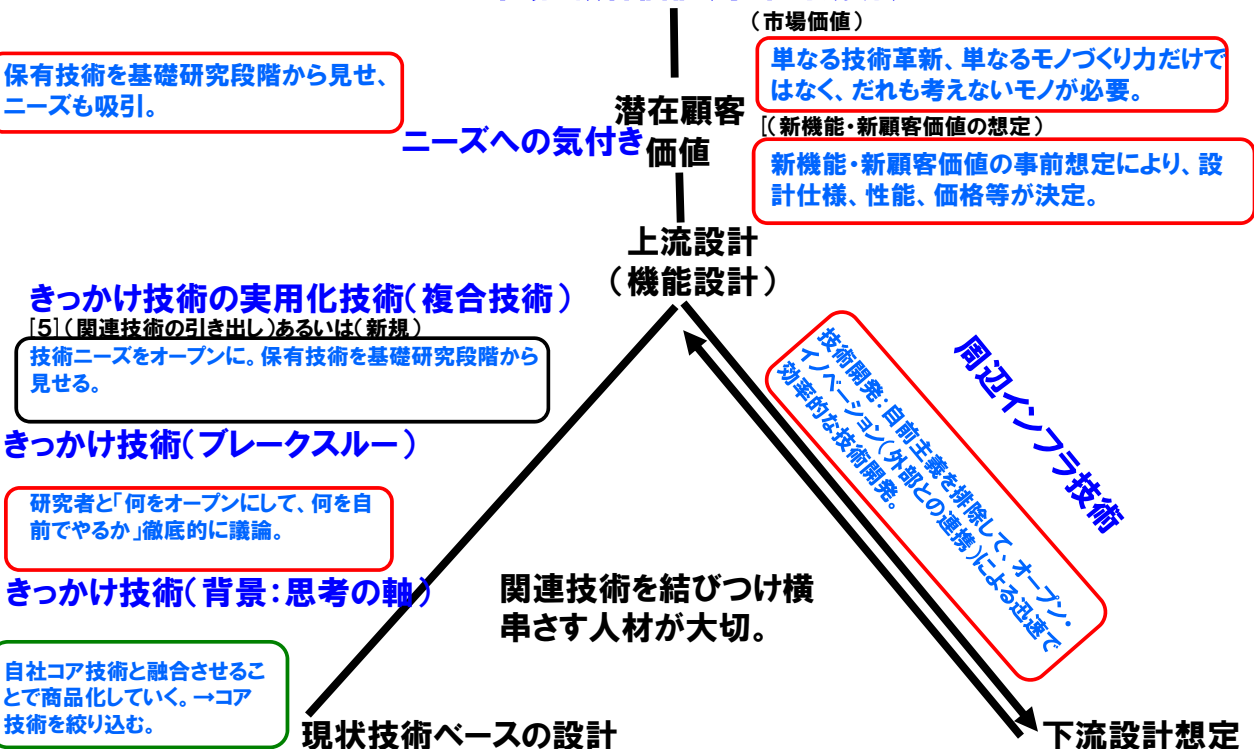 （市場価値）
単なる技術革新、単なるモノづくり力だけで
はなく、だれも考えないモノが必要。
保有技術を基礎研究段階から見せ、
ニーズも吸引。
潜在顧客
価値
ニーズへの気付き
[(新機能・新顧客価値の想定）
新機能・新顧客価値の事前想定により、設
計仕様、性能、価格等が決定。
上流設計
（機能設計）
きっかけ技術の実用化技術（複合技術）
[5]（関連技術の引き出し）あるいは（新規）
技術ニーズをオープンに。保有技術を基礎研究段階から
見せる。
きっかけ技術（ブレークスルー）
研究者と「何をオープンにして、何を自
前でやるか」徹底的に議論。
きっかけ技術（背景：思考の軸）
自社コア技術と融合させるこ
とで商品化していく。→コア
技術を絞り込む。
周辺インフラ技術
技術開発：自前主義を排除して、オープン・
イノベーション（外部との連携）による迅速で
効率的な技術開発。
関連技術を結びつけ横
串さす人材が大切。
現状技術ベースの設計
下流設計想定